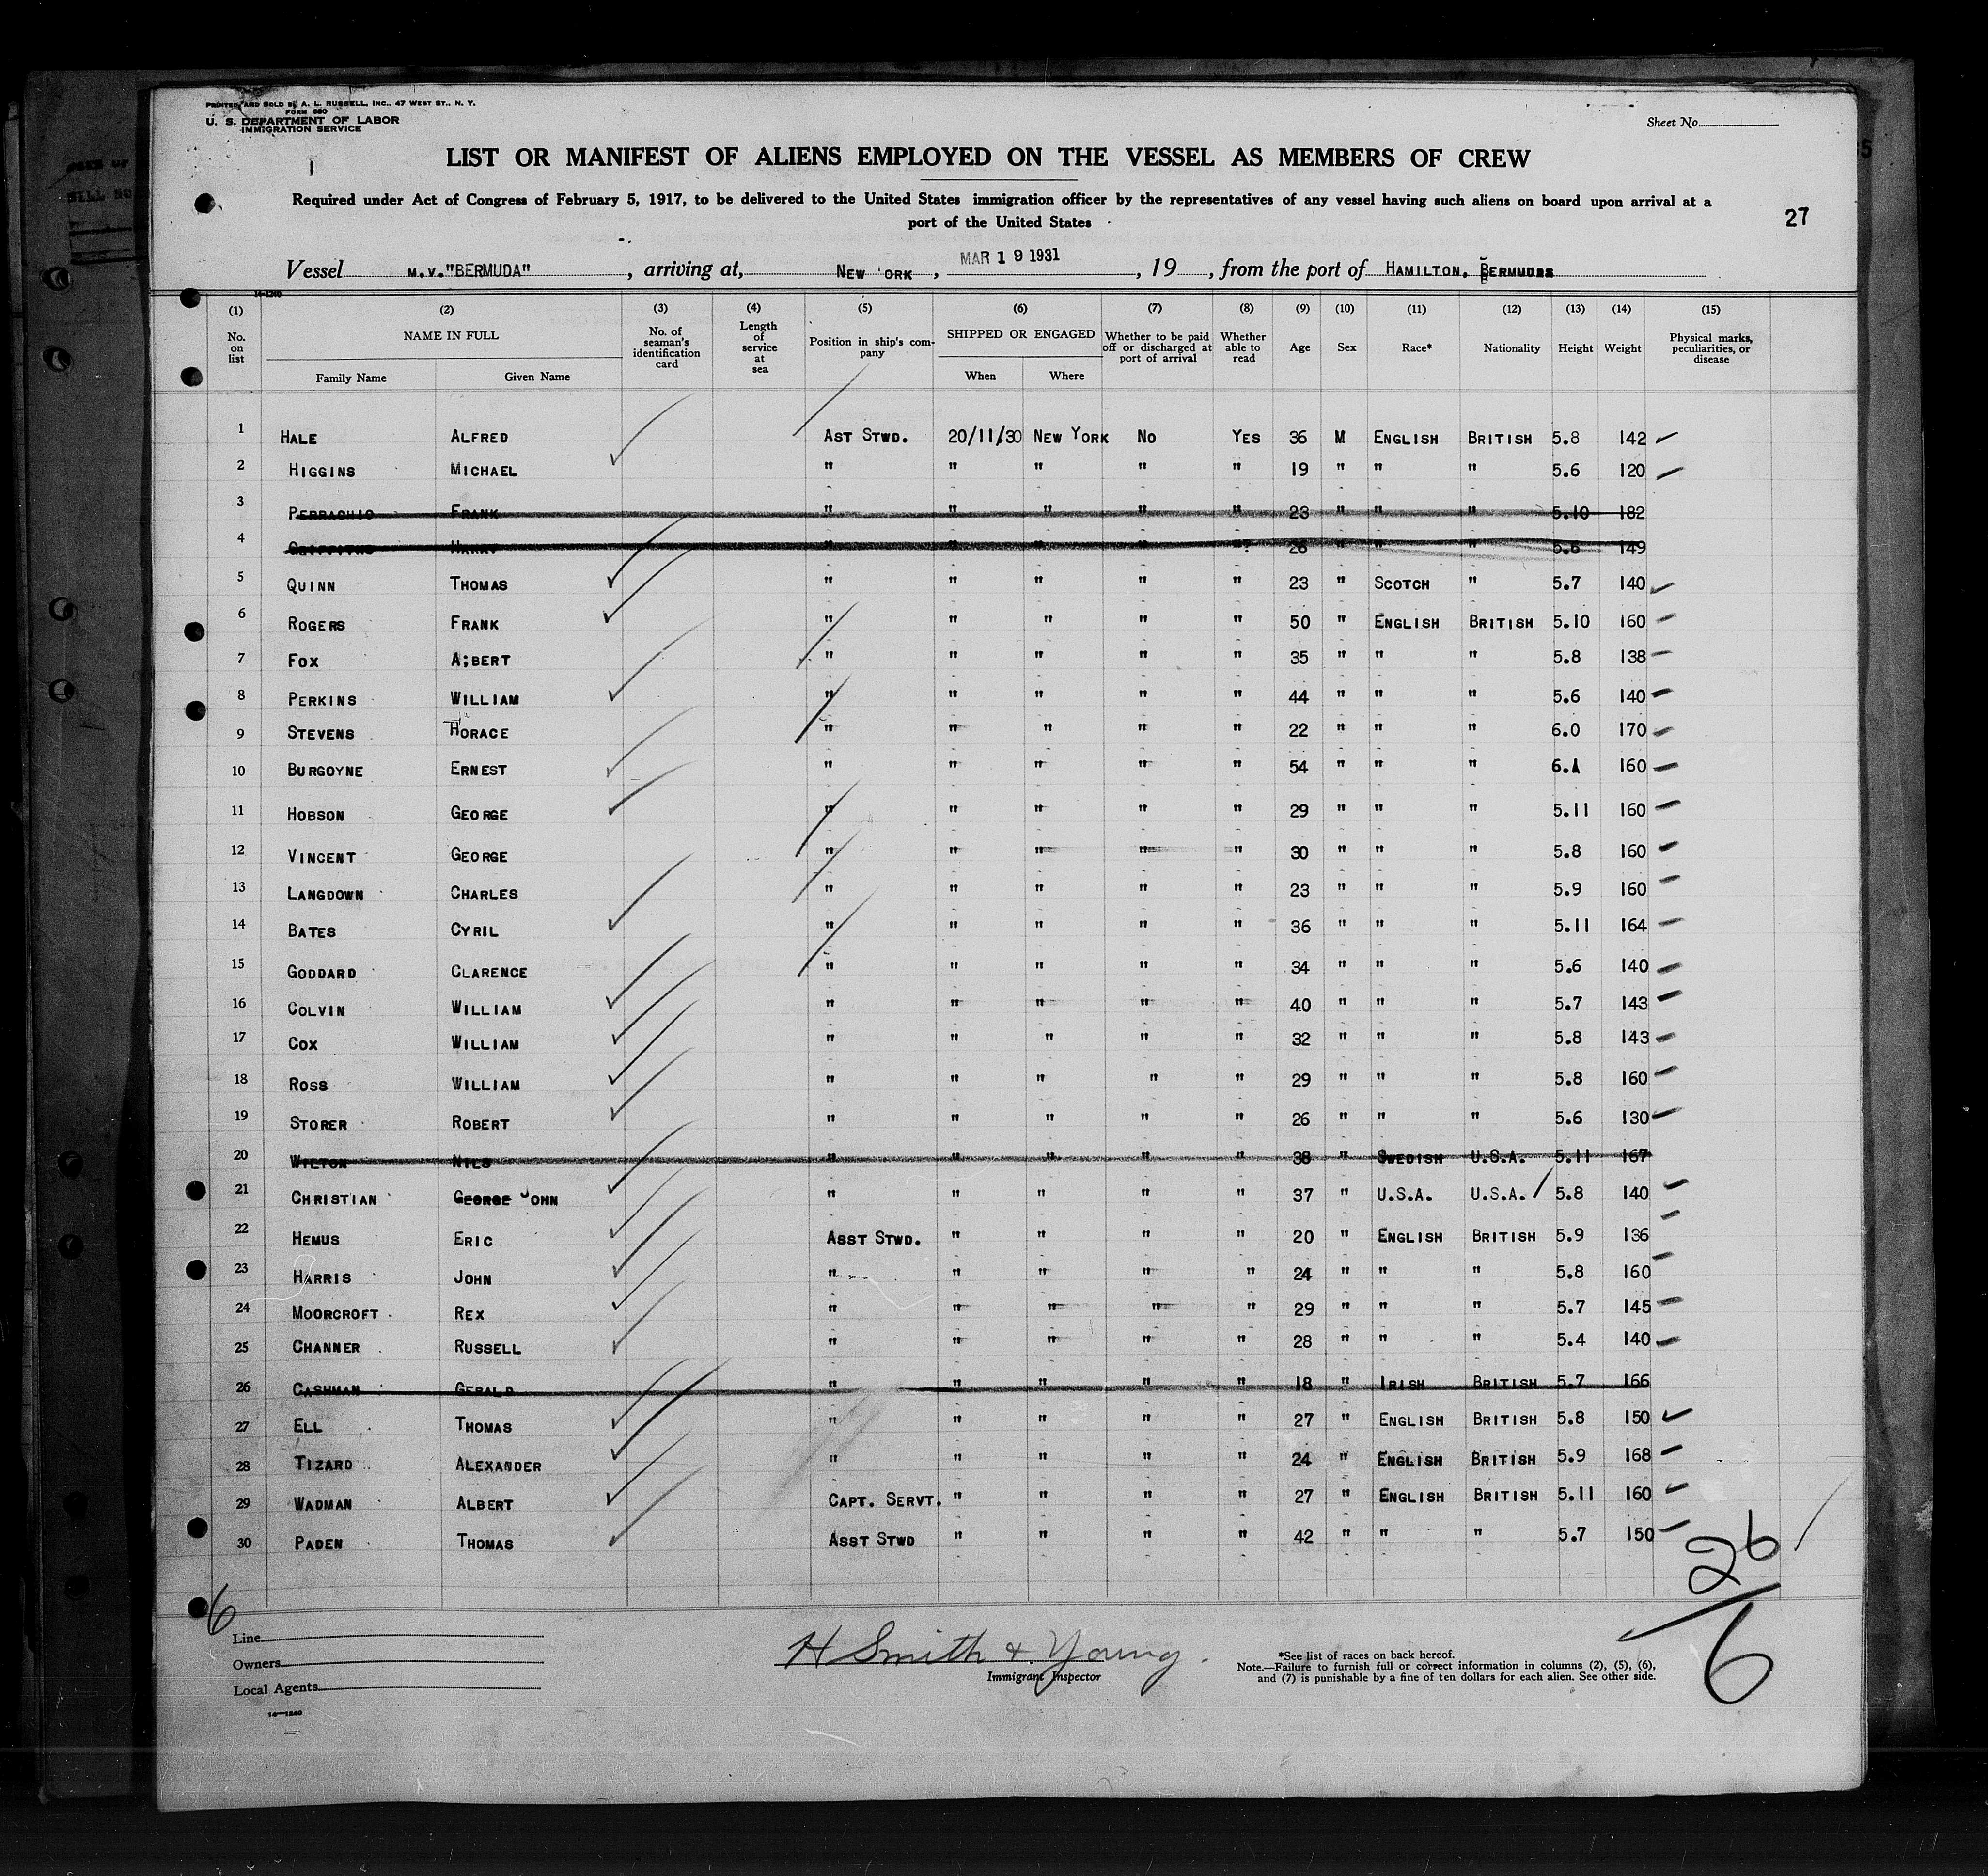 PRINTED AND SOLD BY A. L. RUSSELL, INC., 47 WEST ST., N. Y.
FORM 680
U. S. DEPARTMENT OF LABOR
IMMIGRATION SERVICE
Sheet No.
LIST OR MANIFEST OF ALIENS EMPLOYED ON THE VESSEL AS MEMBERS OF CREW
Required under Act of Congress of February 5, 1917, to be delivered to the United States immigration officer by the representatives of any vessel having such aliens on board upon arrival at a
port of the United States
27
Vessel M.V."BERMUDA", arriving at, NEW ORK, MAR 19 1931, 19 , from the port of HAMILTON, BERMUDAS
14-1240
(1) (2) (3) (4) (5) (6) (7) (8) (9) (10) (11) (12) (13) (14) (15)
No. on list NAME IN FULL Family Name Given Name No. of seaman's identification card Length of service at sea Position in ship's company SHIPPED OR ENGAGED When Where Whether to be paid off or discharged at port of arrival Whether able to read Age Sex Race* Nationality Height Weight Physical marks, peculiarities, or disease
1 HALE ALFRED AST STWD. 20/11/30 NEW YORK NO YES 36 M ENGLISH BRITISH 5.8 142
2 HIGGINS MICHAEL " " " " " 19 " " " 5.6 120
3 FRANK " " " " " 23 " " " 5.10 182
4 GRIFFITHS HARRY " " " " "? 26 " " " 5.6 149
5 QUINN THOMAS " " " " " 23 " SCOTCH " 5.7 140
6 ROGERS FRANK " " " " " 50 " ENGLISH BRITISH 5.10 160
7 FOX A;BERT " " " " " 35 " " " 5.8 138
8 PERKINS WILLIAM " " " " " 44 " " " 5.6 140
9 STEVENS HORACE " " " " " 22 " " " 6.0 170
10 BURGOYNE ERNEST " " " " " 54 " " " 6.1 160
11 HOBSON GEORGE " " " " " 29 " " " 5.11 160
12 VINCENT GEORGE " " " " " 30 " " " 5.8 160
13 LANGDOWN CHARLES " " " " " 23 " " " 5.9 160
14 BATES CYRIL " " " " " 36 " " " 5.11 164
15 GODDARD CLARENCE " " " " " 34 " " " 5.6 140
16 COLVIN WILLIAM " " " " " 40 " " " 5.7 143
17 COX WILLIAM " " " " " 32 " " " 5.8 143
18 ROSS WILLIAM " " " " " 29 " " " 5.8 160
19 STORER ROBERT " " " " " 26 " " " 5.6 130
20 WILTON NILS " " " " " 38 " SWEDISH U.S.A. 5.11 167
21 CHRISTIAN GEORGE JOHN " " " " " 37 " U.S.A. U.S.A. 5.8 140
22 HEMUS ERIC ASST STWD. " " " " 20 " ENGLISH BRITISH 5.9 136
23 HARRIS JOHN " " " " " 24 " " " 5.8 160
24 MOORCROFT REX " " " " " 29 " " " 5.7 145
25 CHANNER RUSSELL " " " " " 28 " " " 5.4 140
26 CASHMAN GERALD " " " " " 18 " IRISH BRITISH 5.7 166
27 ELL THOMAS " " " " " 27 " ENGLISH BRITISH 5.8 150
28 TIZARD ALEXANDER " " " " " 24 " ENGLISH BRITISH 5.9 168
29 WADMAN ALBERT CAPT. SERVT. " " " " 27 " ENGLISH BRITISH 5.11 160
30 PADEN THOMAS ASST STWD " " " " 42 " " " 5.7 150
26
6
6
Line
Owners
Local Agents
14-1240
H Smith & Young.
Immigrant Inspector
*See list of races on back hereof.
Note.—Failure to furnish full or correct information in columns (2), (5), (6),
and (7) is punishable by a fine of ten dollars for each alien. See other side.